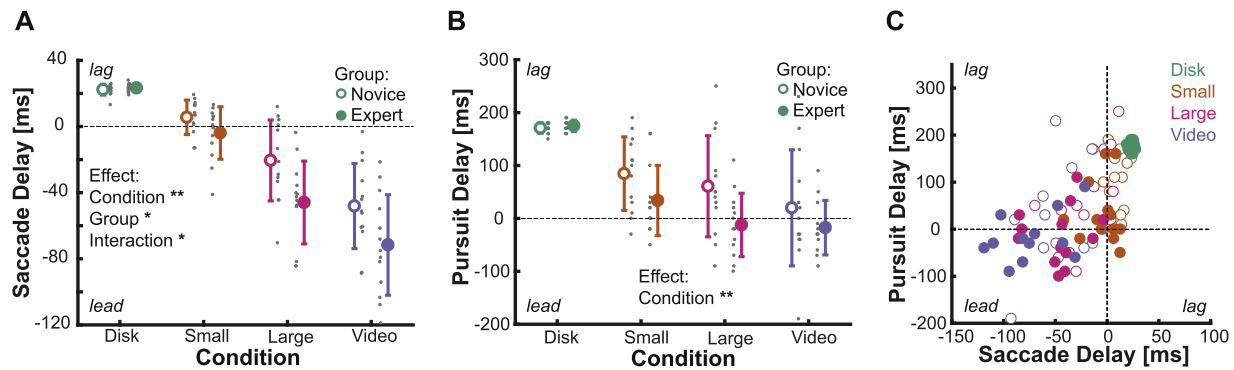 A
Saccade Delay [ms]
40
0
-40
-80
-120
lag
Group:
Novice
Expert
Effect:
Condition **
Group *
Interaction *
lead
Disk Small Large Video
Condition
B
Pursuit Delay [ms]
300
200
100
0
-100
-200
lag
Group:
Novice
Expert
Effect:
Condition **
lead
Disk Small Large Video
Condition
C
Pursuit Delay [ms]
300
200
100
0
-100
-200
lag
Disk
Small
Large
Video
lead lag
-150 -100 -50 0 50 100
Saccade Delay [ms]